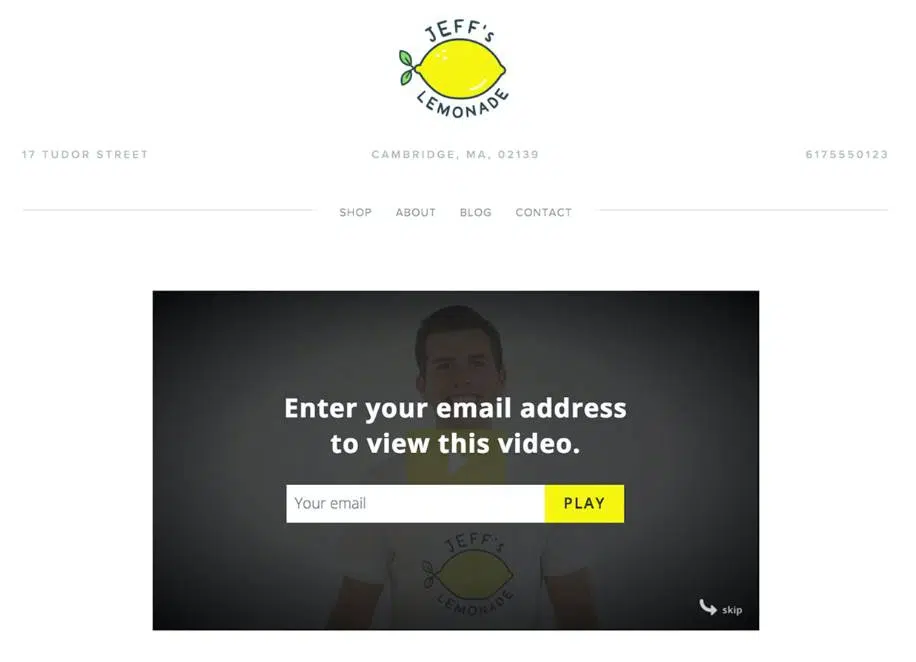 JEFF's
LEMONADE
17 TUDOR STREET
CAMBRIDGE, MA, 02139
6175550123
SHOP ABOUT BLOG CONTACT
Enter your email address
to view this video.
Your email PLAY
JEFF's
LEMONADE
skip